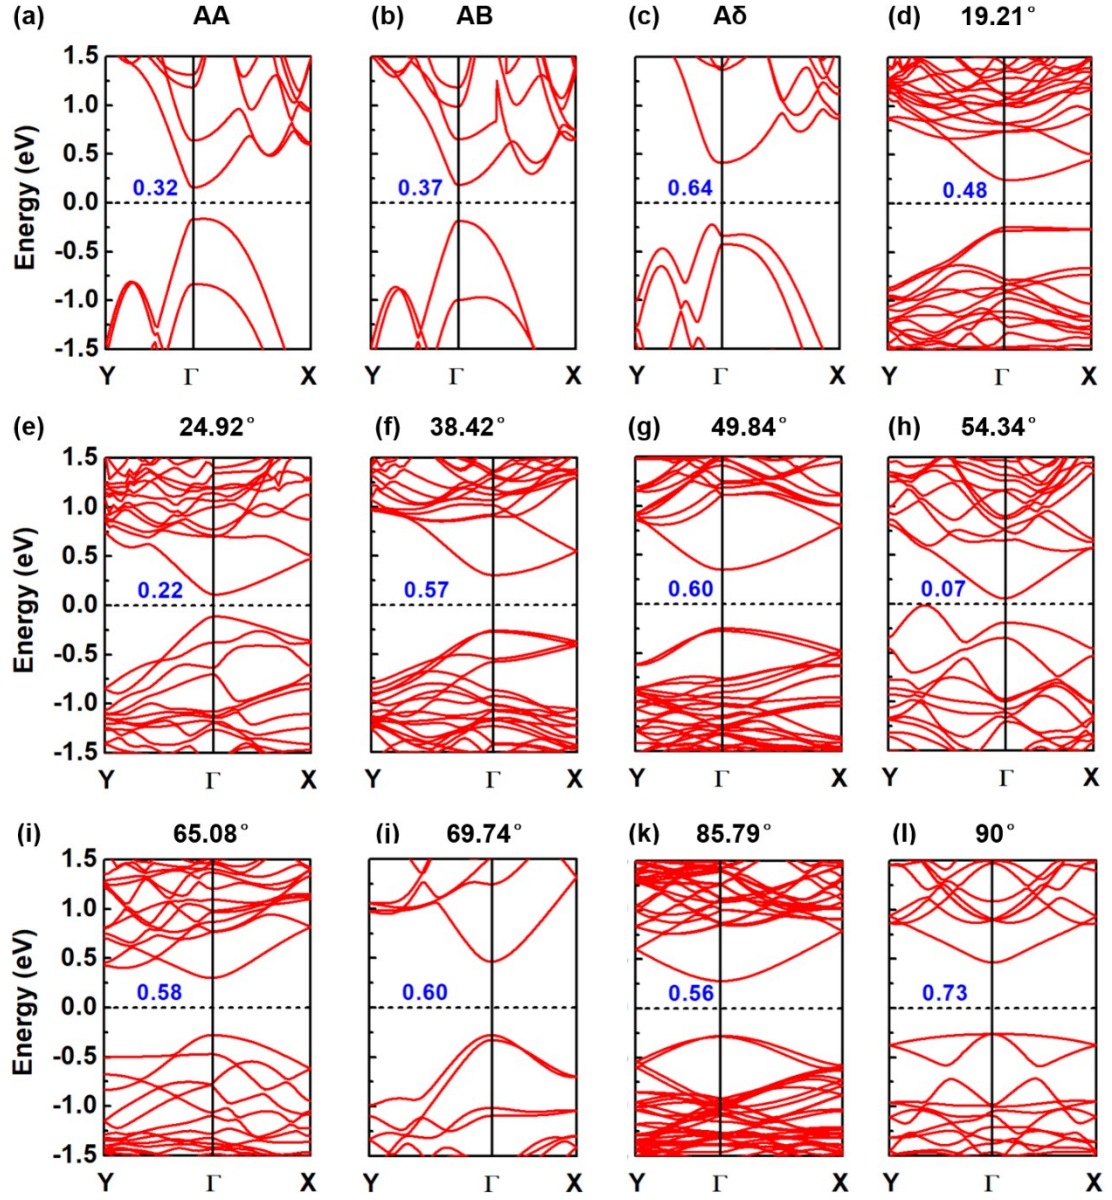 (a) AA (b) AB (c) Aδ (d) 19.21°
1.5
1.0
0.5
0.0
-0.5
-1.0
-1.5
Energy (eV)
0.32 0.37 0.64 0.48
Y Γ X Y Γ X Y Γ X Y Γ X
(e) 24.92° (f) 38.42° (g) 49.84° (h) 54.34°
1.5
1.0
0.5
0.0
-0.5
-1.0
-1.5
Energy (eV)
0.22 0.57 0.60 0.07
Y Γ X Y Γ X Y Γ X Y Γ X
(i) 65.08° (j) 69.74° (k) 85.79° (l) 90°
1.5
1.0
0.5
0.0
-0.5
-1.0
-1.5
Energy (eV)
0.58 0.60 0.56 0.73
Y Γ X Y Γ X Y Γ X Y Γ X